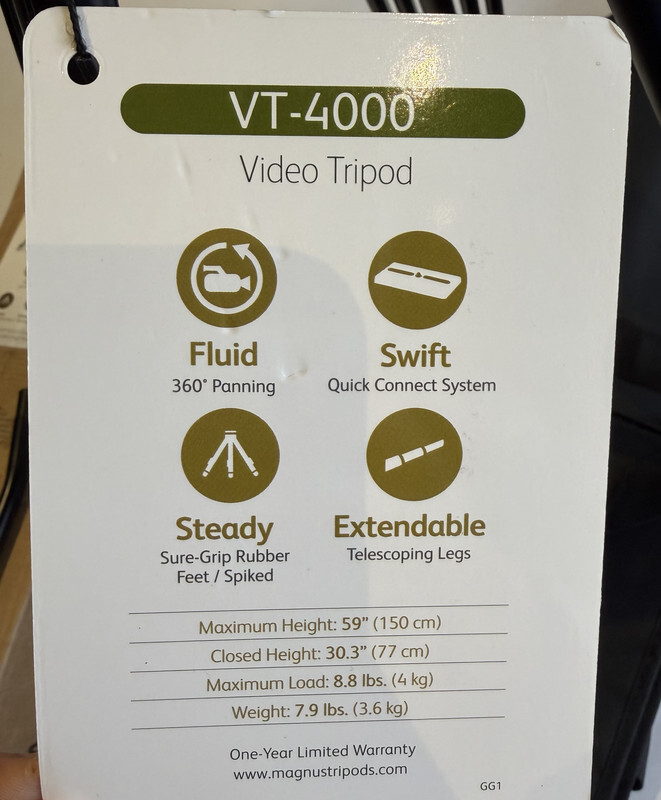 VT-4000
Video Tripod
Fluid
360° Panning
Swift
Quick Connect System
Steady
Sure-Grip Rubber
Feet / Spiked
Extendable
Telescoping Legs
Maximum Height: 59” (150 cm)
Closed Height: 30.3” (77 cm)
Maximum Load: 8.8 lbs. (4 kg)
Weight: 7.9 lbs. (3.6 kg)
One-Year Limited Warranty
www.magnustripods.com
GG1